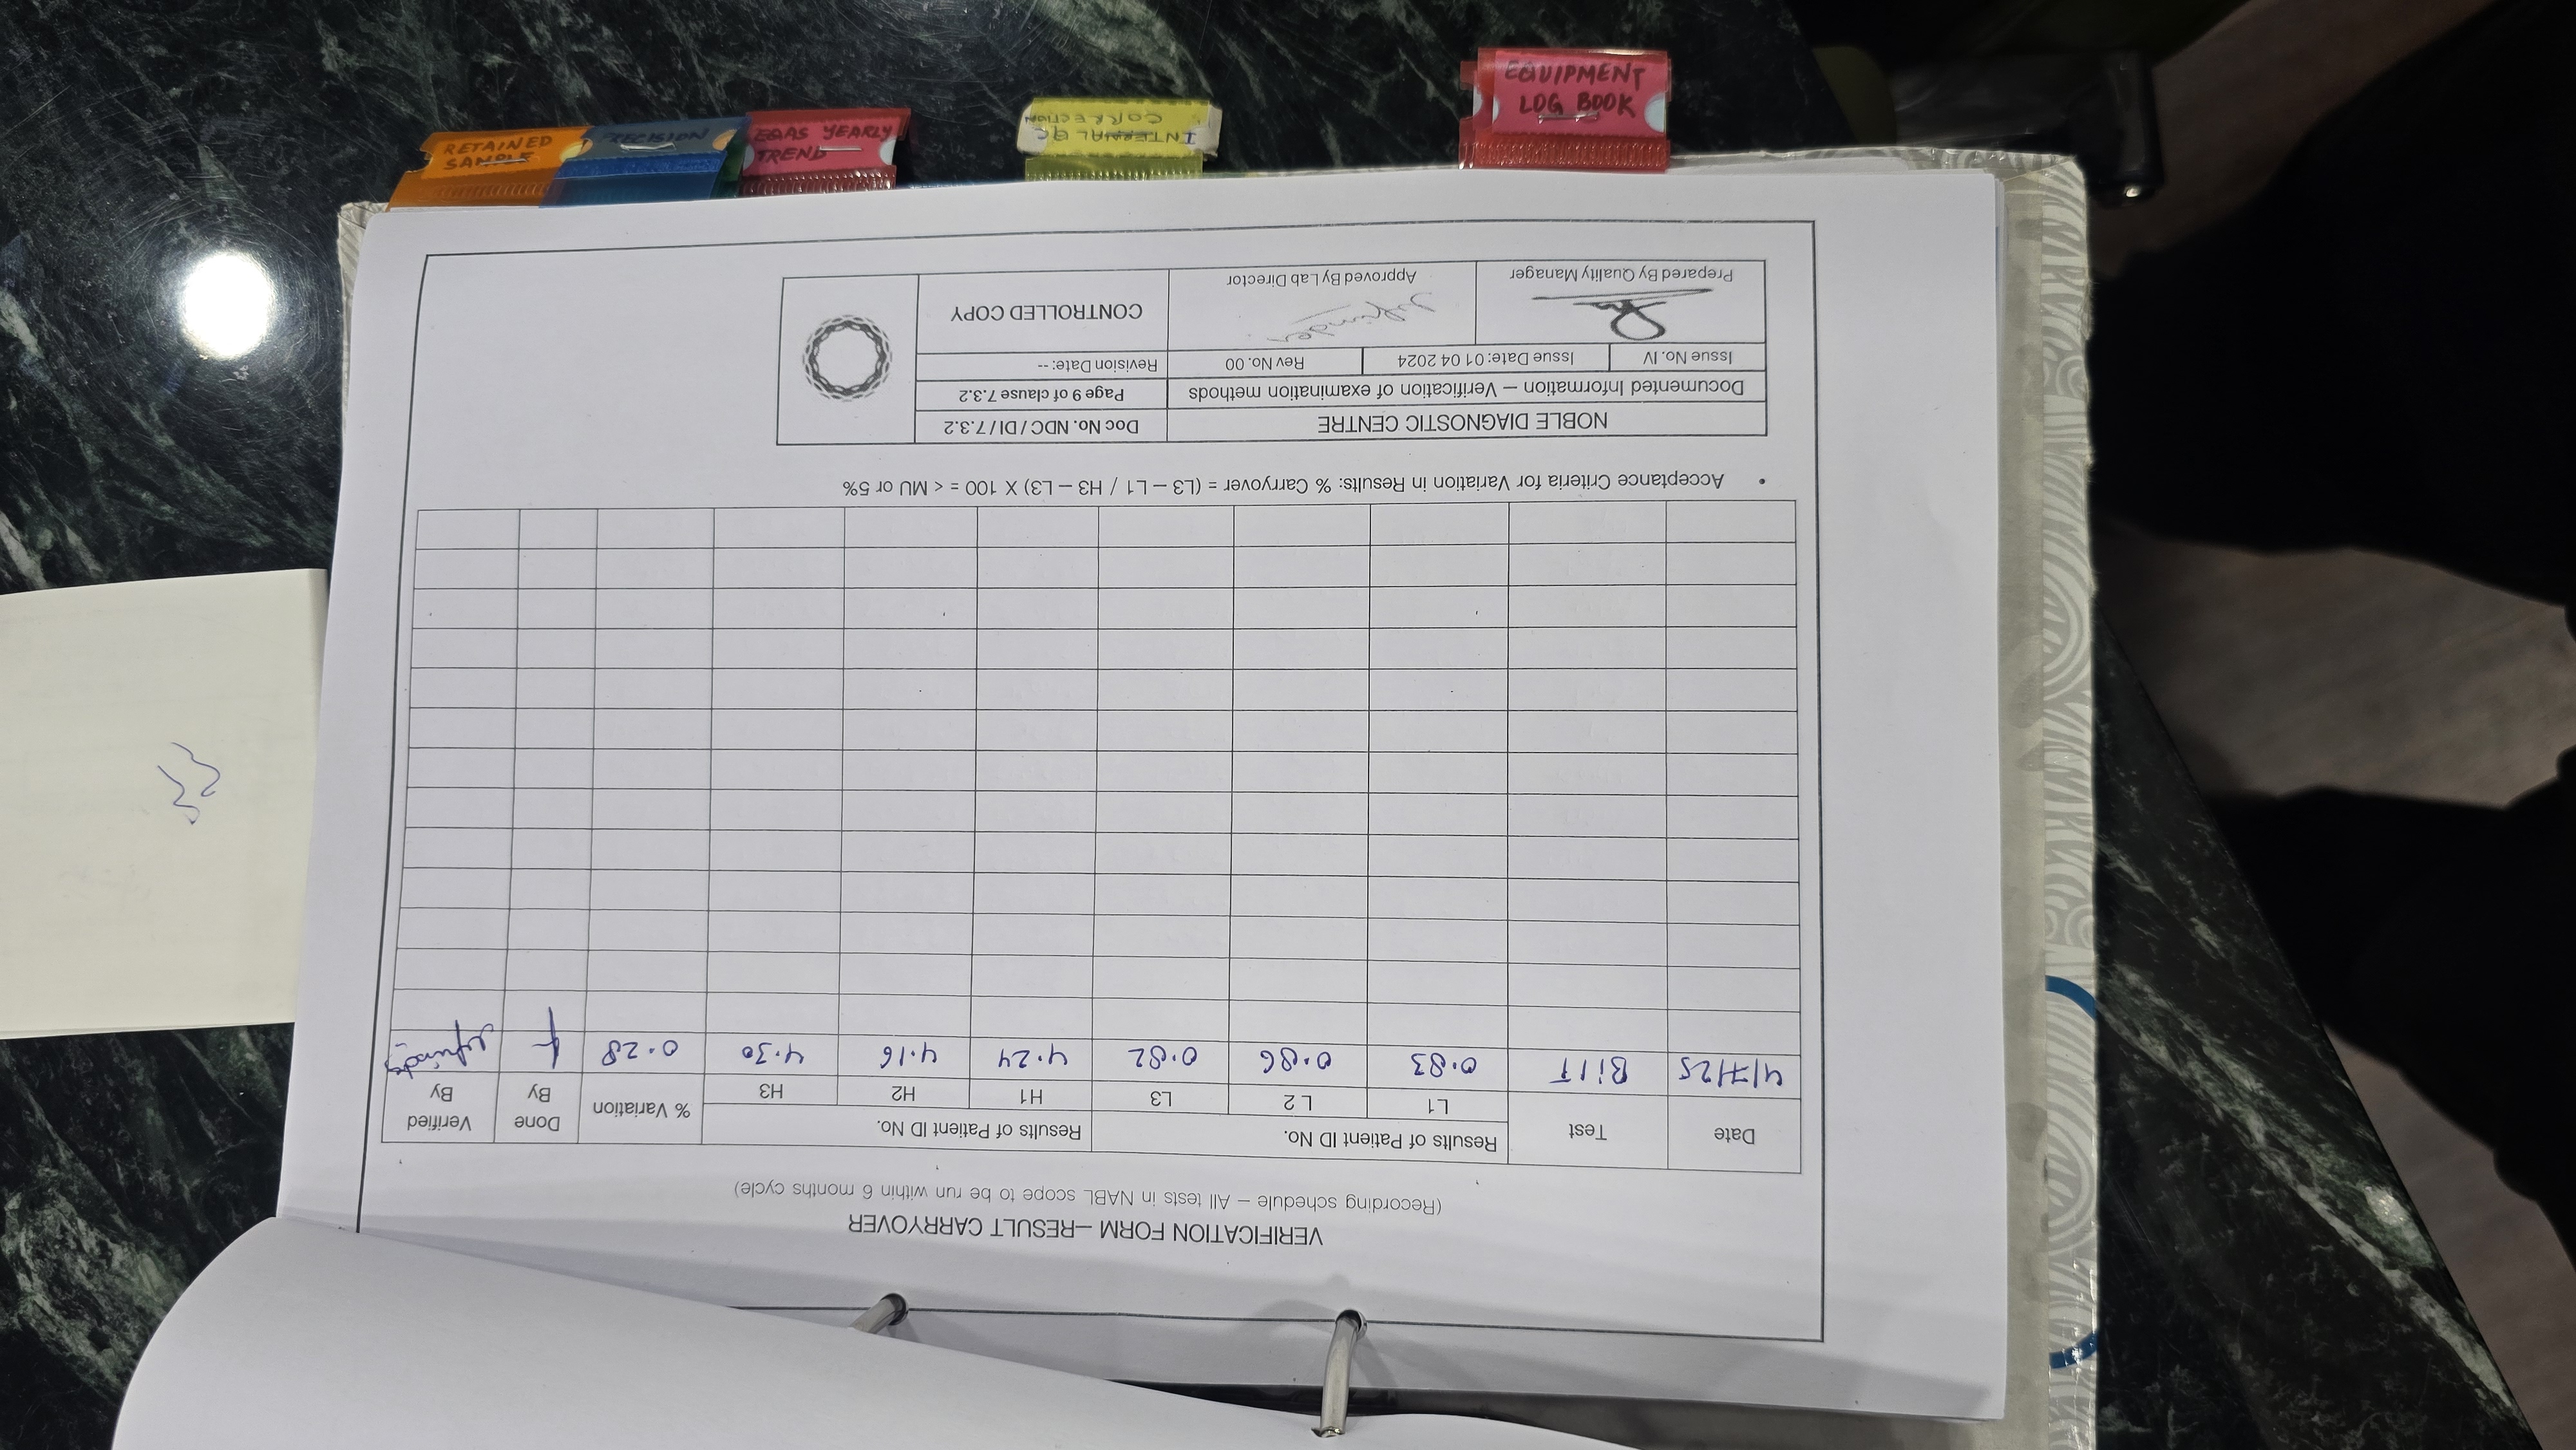 VERIFICATION FORM –RESULT CARRYOVER
(Recording schedule – All tests in NABL scope to be run within 6 months cycle)
Date Test Results of Patient ID No. Results of Patient ID No. % Variation Done By Verified By
L1 L 2 L3 H1 H2 H3
4/7/25 BilT 0.83 0.86 0.82 4.24 4.16 4.30 0.28
• Acceptance Criteria for Variation in Results: % Carryover = (L3 – L1 / H3 – L3) X 100 = < MU or 5%
NOBLE DIAGNOSTIC CENTRE Doc No. NDC / DI / 7.3.2
Documented Information – Verification of examination methods Page 9 of clause 7.3.2
Issue No. IV Issue Date: 01 04 2024 Rev No. 00 Revision Date: --
Prepared By Quality Manager Approved By Lab Director CONTROLLED COPY
RETAINED
SAMPLE
EQAS YEARLY
TREND
INTERNAL QC
CORRECTION
EQUIPMENT
LOG BOOK